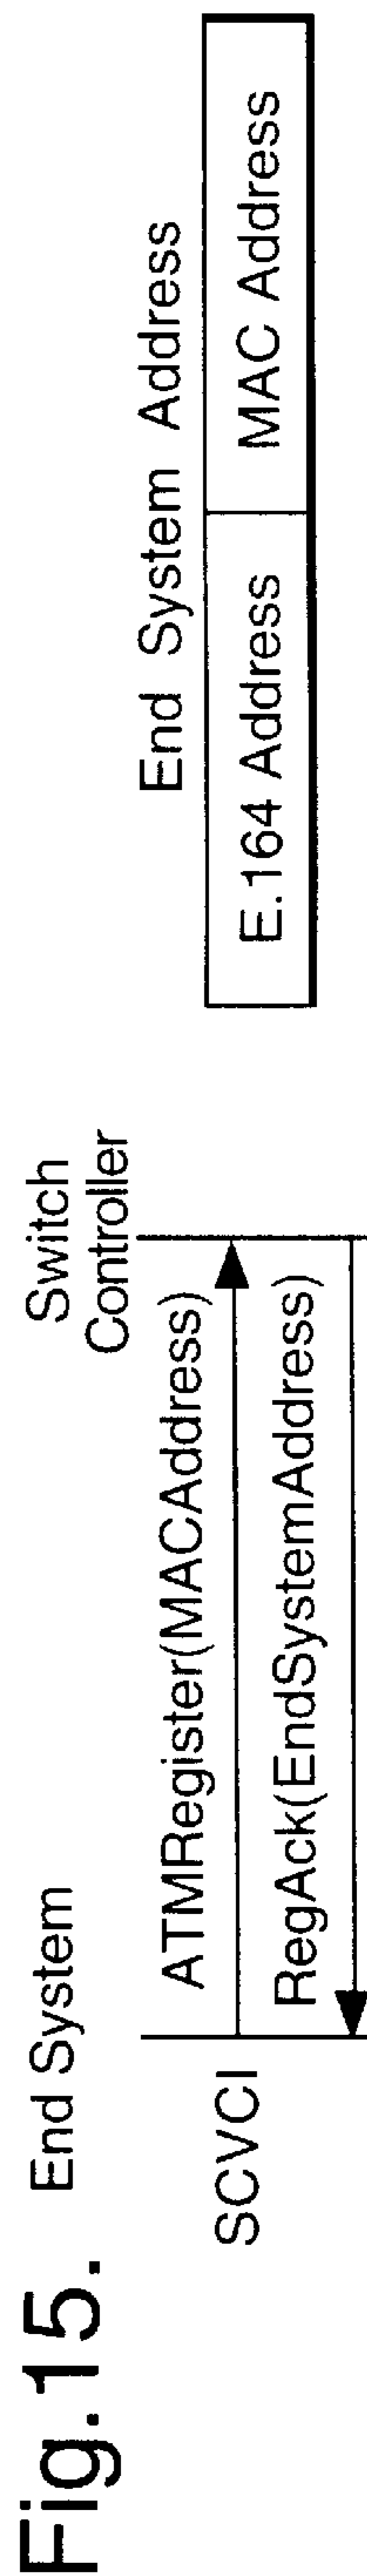 Fig.15.
End System
Switch
Controller
SCVCI
ATMRegister(MACAddress)
RegAck(EndSystemAddress)
End System Address
E.164 Address
MAC Address